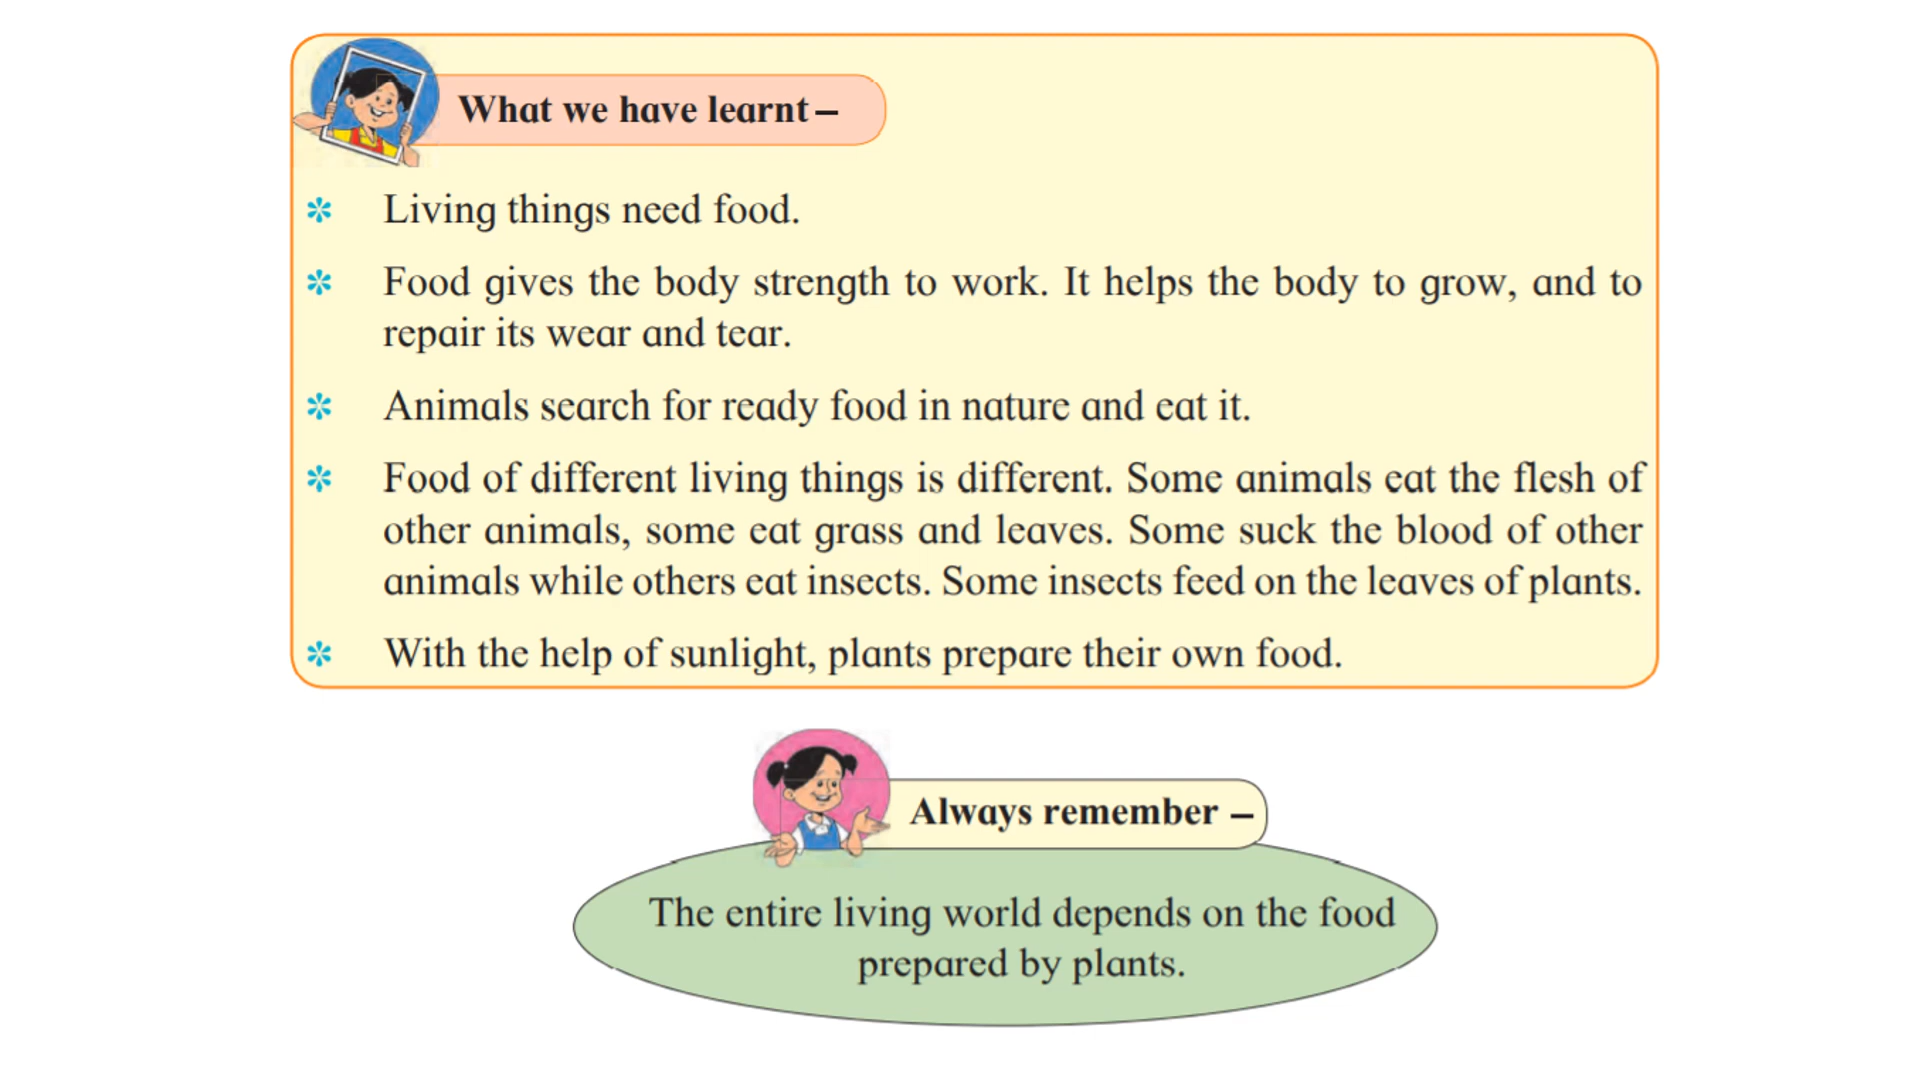 What we have learnt –
✼ Living things need food.
✼ Food gives the body strength to work. It helps the body to grow, and to
repair its wear and tear.
✼ Animals search for ready food in nature and eat it.
✼ Food of different living things is different. Some animals eat the flesh of
other animals, some eat grass and leaves. Some suck the blood of other
animals while others eat insects. Some insects feed on the leaves of plants.
✼ With the help of sunlight, plants prepare their own food.
Always remember –
The entire living world depends on the food
prepared by plants.